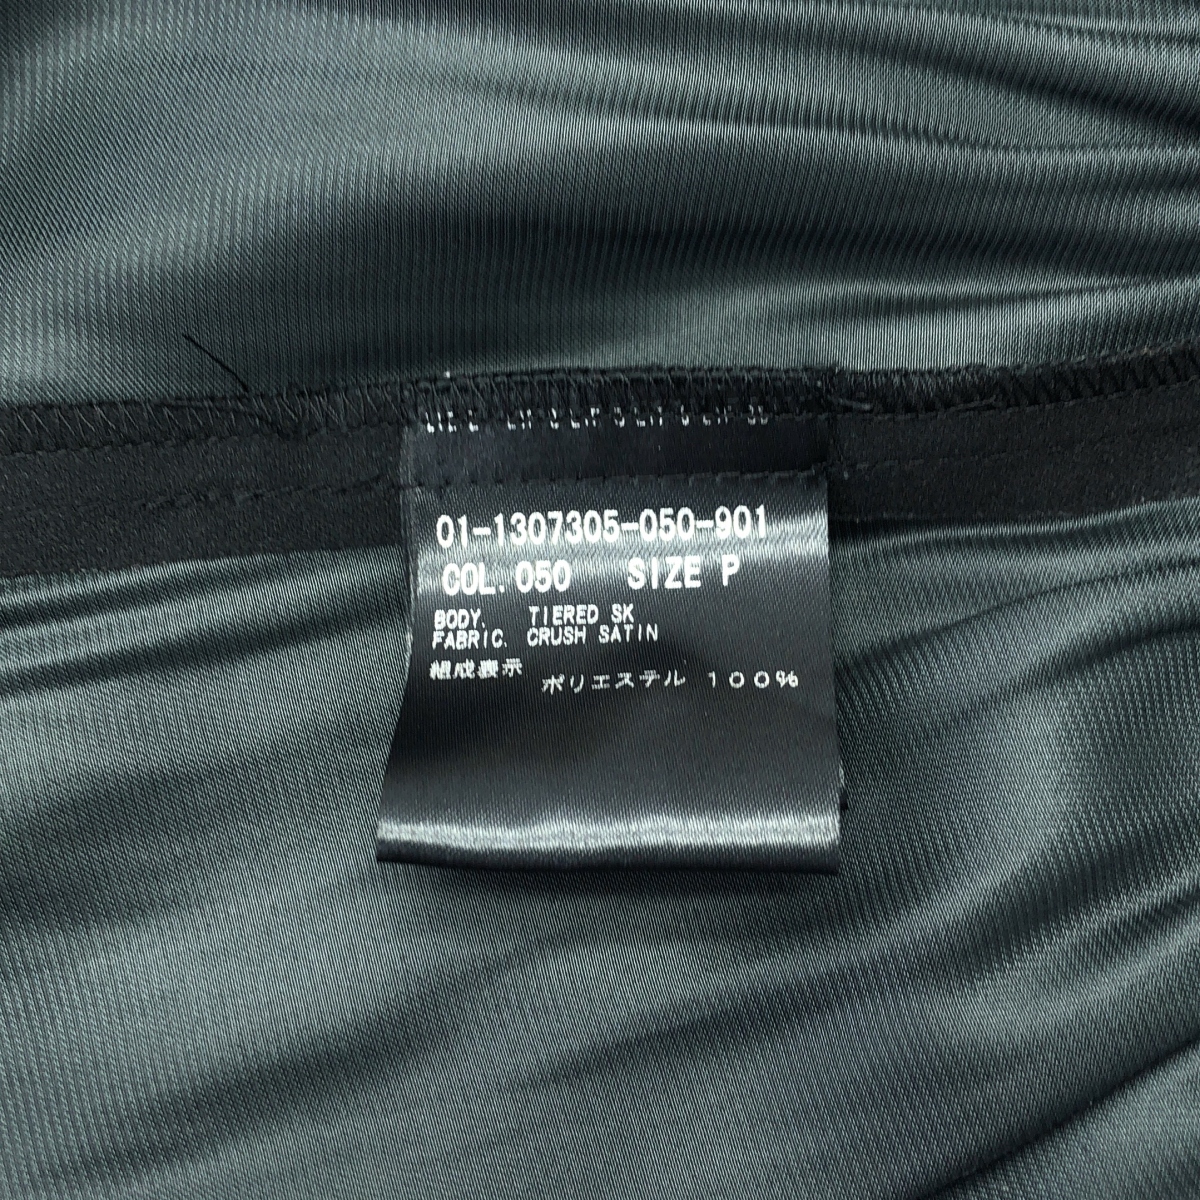 01-1307305-050-901
COL. 050 SIZE P
BODY. TIERED SK
FABRIC. CRUSH SATIN
組成表示
ポリエステル 100%